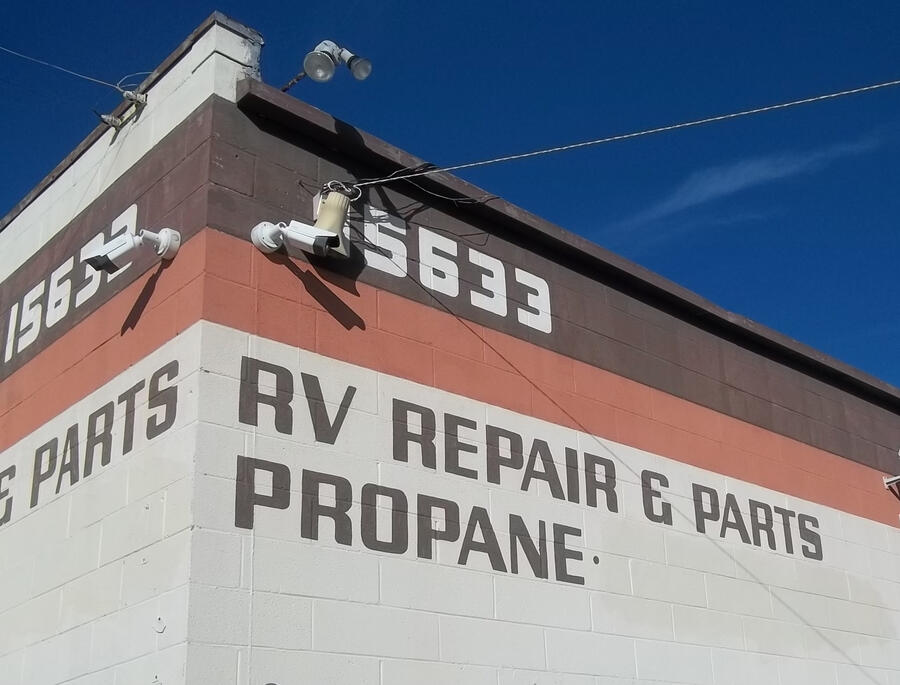 15633
& PARTS
15633
RV REPAIR & PARTS
PROPANE.